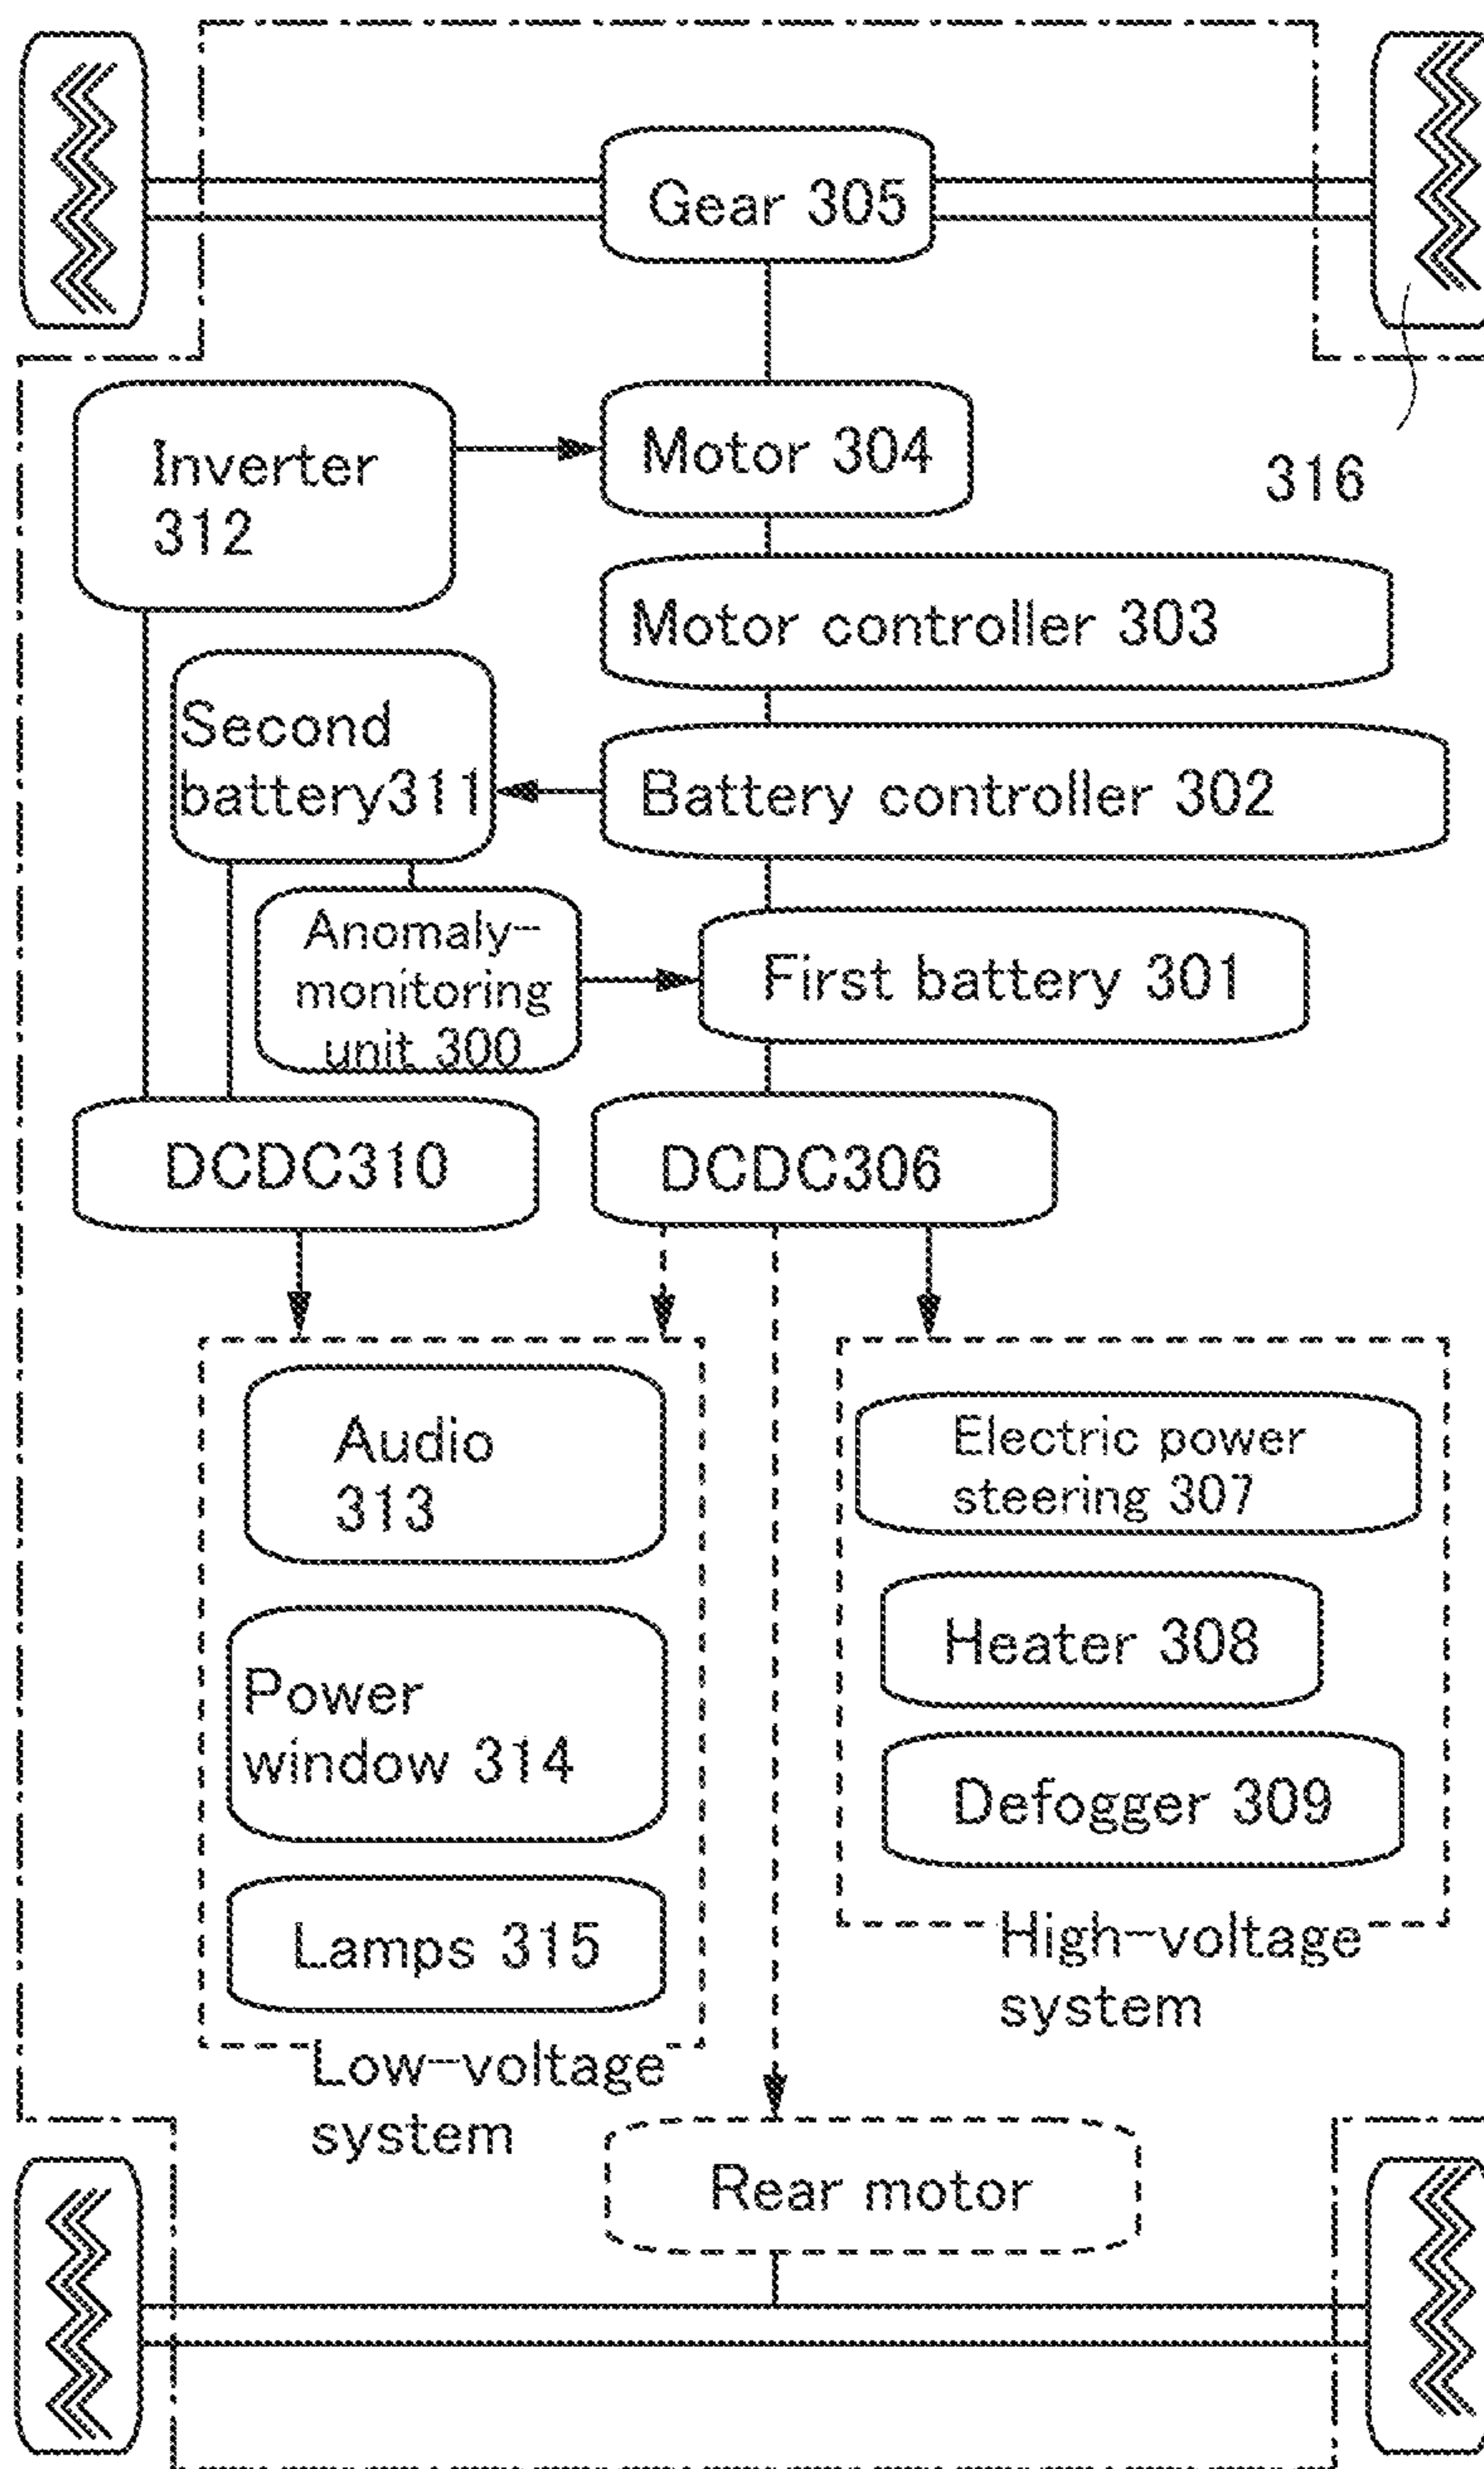 Gear 305
Inverter
312
Motor 304
316
Motor controller 303
Second
battery311
Battery controller 302
Anomaly-
monitoring
unit 300
First battery 301
DCDC310
DCDC306
Audio
313
Power
window 314
Lamps 315
Low-voltage
system
Electric power
steering 307
Heater 308
Defogger 309
High-voltage
system
Rear motor